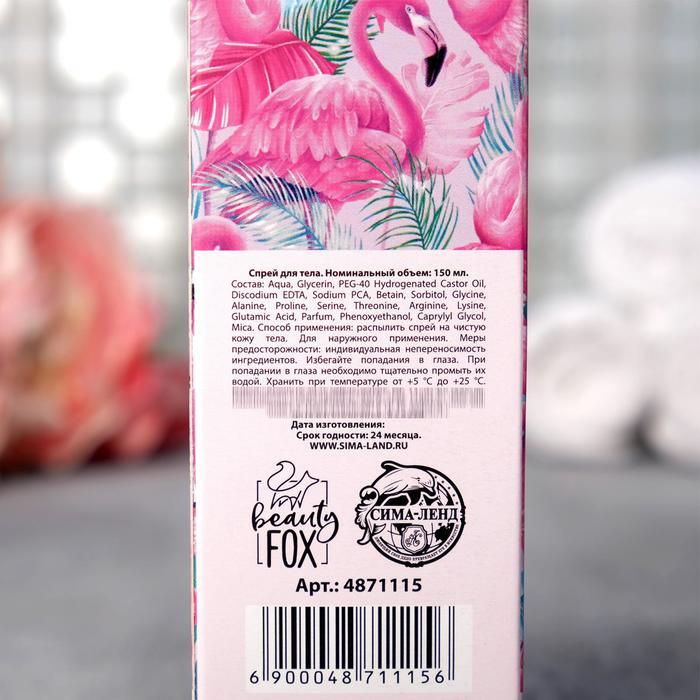 Спрей для тела. Номинальный объем: 150 мл.
Состав: Aqua, Glycerin, PEG-40 Hydrogenated Castor Oil,
Discodium EDTA, Sodium PCA, Betain, Sorbitol, Glycine,
Alanine, Proline, Serine, Threonine, Arginine, Lysine,
Glutamic Acid, Parfum, Phenoxyethanol, Caprylyl Glycol,
Mica. Способ применения: распылить спрей на чистую
кожу тела. Для наружного применения. Меры
предосторожности: индивидуальная непереносимость
ингредиентов. Избегайте попадания в глаза. При
попадании в глаза необходимо тщательно промыть их
водой. Хранить при температуре от +5 °С до +25 °С.
Дата изготовления:
Срок годности: 24 месяца.
WWW.SIMA-LAND.RU
beauty
FOX
СИМА-ЛЕНД
Арт.: 4871115
6 900048 711156